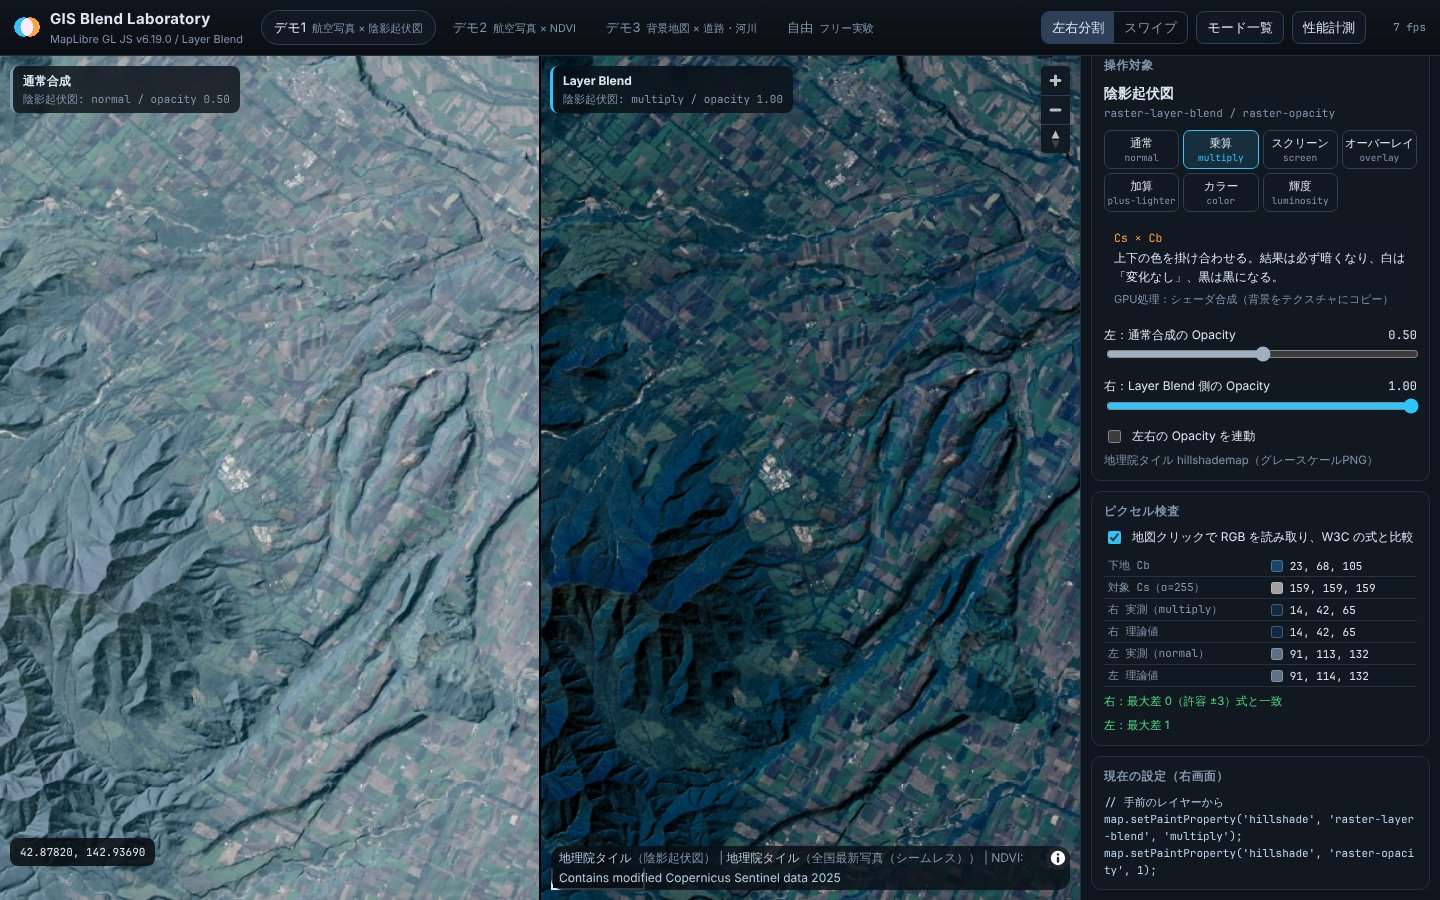 GIS Blend Laboratory
MapLibre GL JS v6.19.0 / Layer Blend
デモ1 航空写真 × 陰影起伏図
デモ2 航空写真 × NDVI
デモ3 背景地図 × 道路・河川
自由 フリー実験
左右分割
スワイプ
モード一覧
性能計測
7 fps
通常合成
陰影起伏図: normal / opacity 0.50
Layer Blend
陰影起伏図: multiply / opacity 1.00
42.87820, 142.93690
地理院タイル（陰影起伏図） | 地理院タイル（全国最新写真（シームレス）） | NDVI:
Contains modified Copernicus Sentinel data 2025
操作対象
陰影起伏図
raster-layer-blend / raster-opacity
通常
normal
乗算
multiply
スクリーン
screen
オーバーレイ
overlay
加算
plus-lighter
カラー
color
輝度
luminosity
Cs × Cb
上下の色を掛け合わせる。結果は必ず暗くなり、白は
「変化なし」、黒は黒になる。
GPU処理：シェーダ合成（背景をテクスチャにコピー）
左：通常合成の Opacity 0.50
右：Layer Blend 側の Opacity 1.00
左右の Opacity を連動
地理院タイル hillshademap（グレースケールPNG）
ピクセル検査
地図クリックで RGB を読み取り、W3C の式と比較
下地 Cb 23, 68, 105
対象 Cs（α=255） 159, 159, 159
右 実測（multiply） 14, 42, 65
右 理論値 14, 42, 65
左 実測（normal） 91, 113, 132
左 理論値 91, 114, 132
右：最大差 0（許容 ±3）式と一致
左：最大差 1
現在の設定（右画面）
// 手前のレイヤーから
map.setPaintProperty('hillshade', 'raster-layer
-blend', 'multiply');
map.setPaintProperty('hillshade', 'raster-opaci
ty', 1);